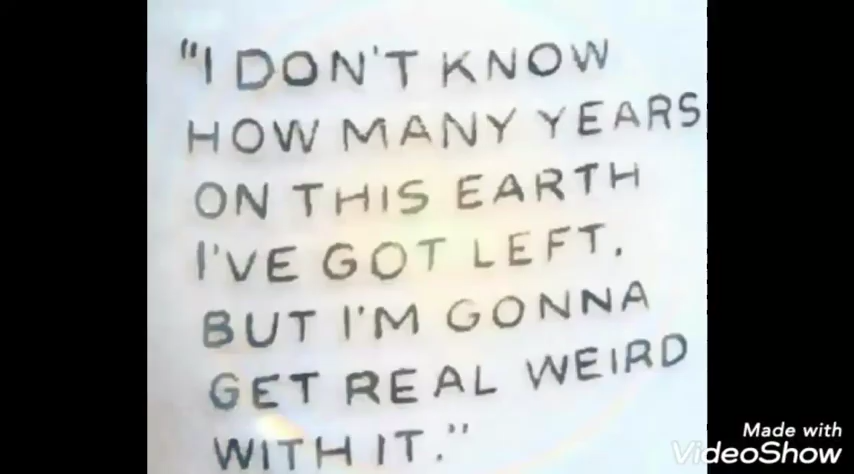 "I DON'T KNOW
HOW MANY YEARS
ON THIS EARTH
I'VE GOT LEFT.
BUT I'M GONNA
GET REAL WEIRD
WITH IT."
Made with
VideoShow